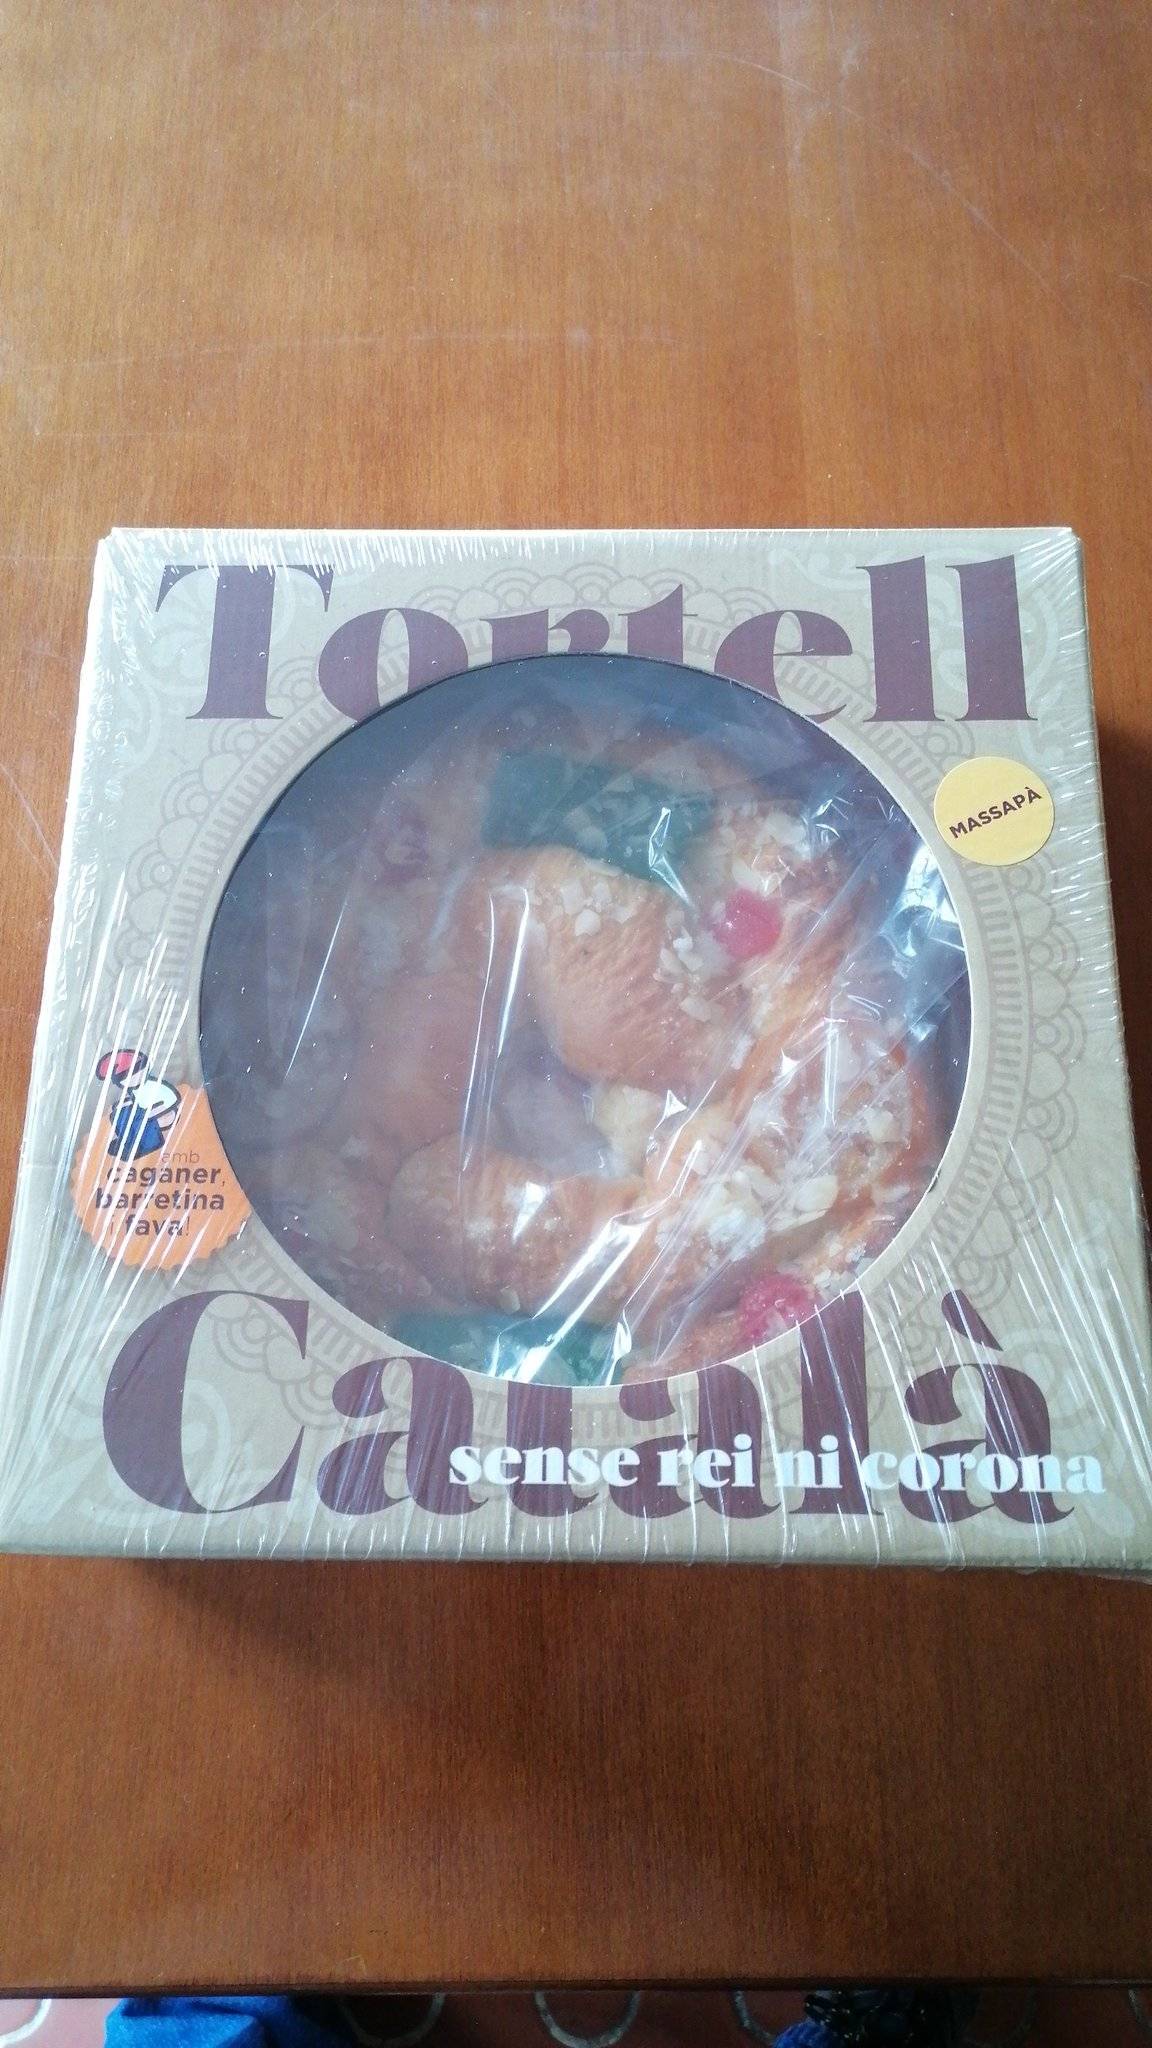 Tortell
MASSAPÀ
amb
caganer,
barretina
i fava!
Català
sense rei ni corona